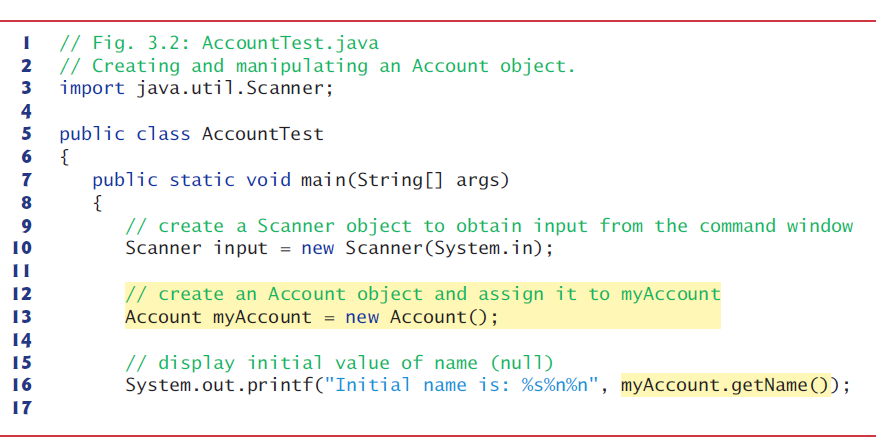 1 // Fig. 3.2: AccountTest.java
2 // Creating and manipulating an Account object.
3 import java.util.Scanner;
4
5 public class AccountTest
6 {
7 public static void main(String[] args)
8 {
9 // create a Scanner object to obtain input from the command window
10 Scanner input = new Scanner(System.in);
11
12 // create an Account object and assign it to myAccount
13 Account myAccount = new Account();
14
15 // display initial value of name (null)
16 System.out.printf("Initial name is: %s%n%n", myAccount.getName());
17